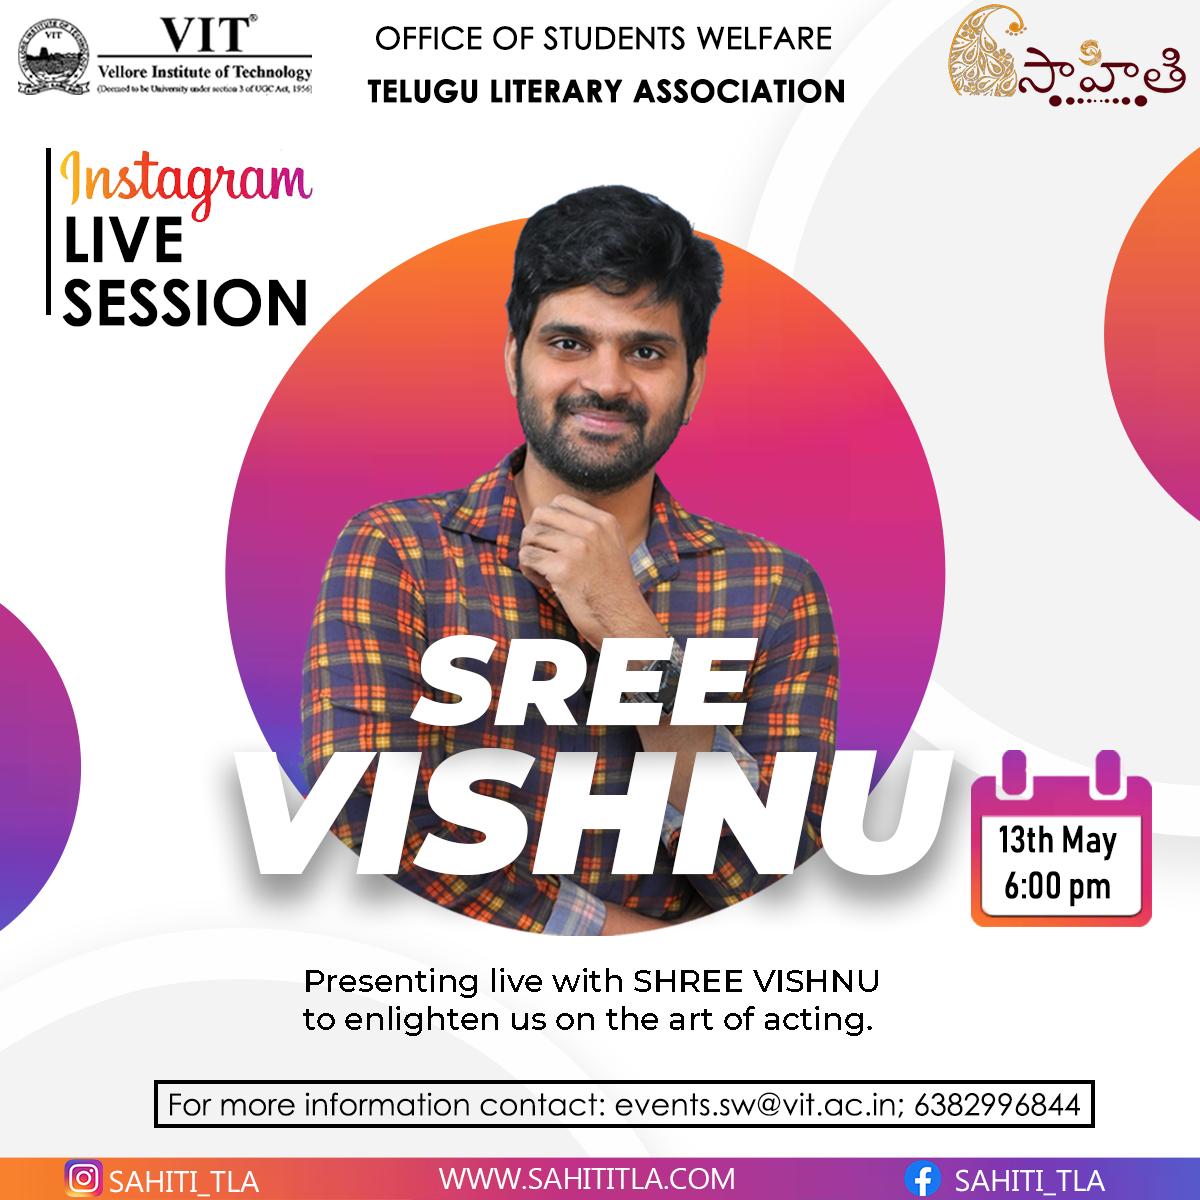 VIT®
Vellore Institute of Technology
(Deemed to be University under section 3 of UGC Act, 1956)
OFFICE OF STUDENTS WELFARE
TELUGU LITERARY ASSOCIATION
సాహితి
Instagram
LIVE
SESSION
SREE
VISHNU
13th May
6:00 pm
Presenting live with SHREE VISHNU
to enlighten us on the art of acting.
For more information contact: events.sw@vit.ac.in; 6382996844
SAHITI_TLA
WWW.SAHITITLA.COM
SAHITI_TLA